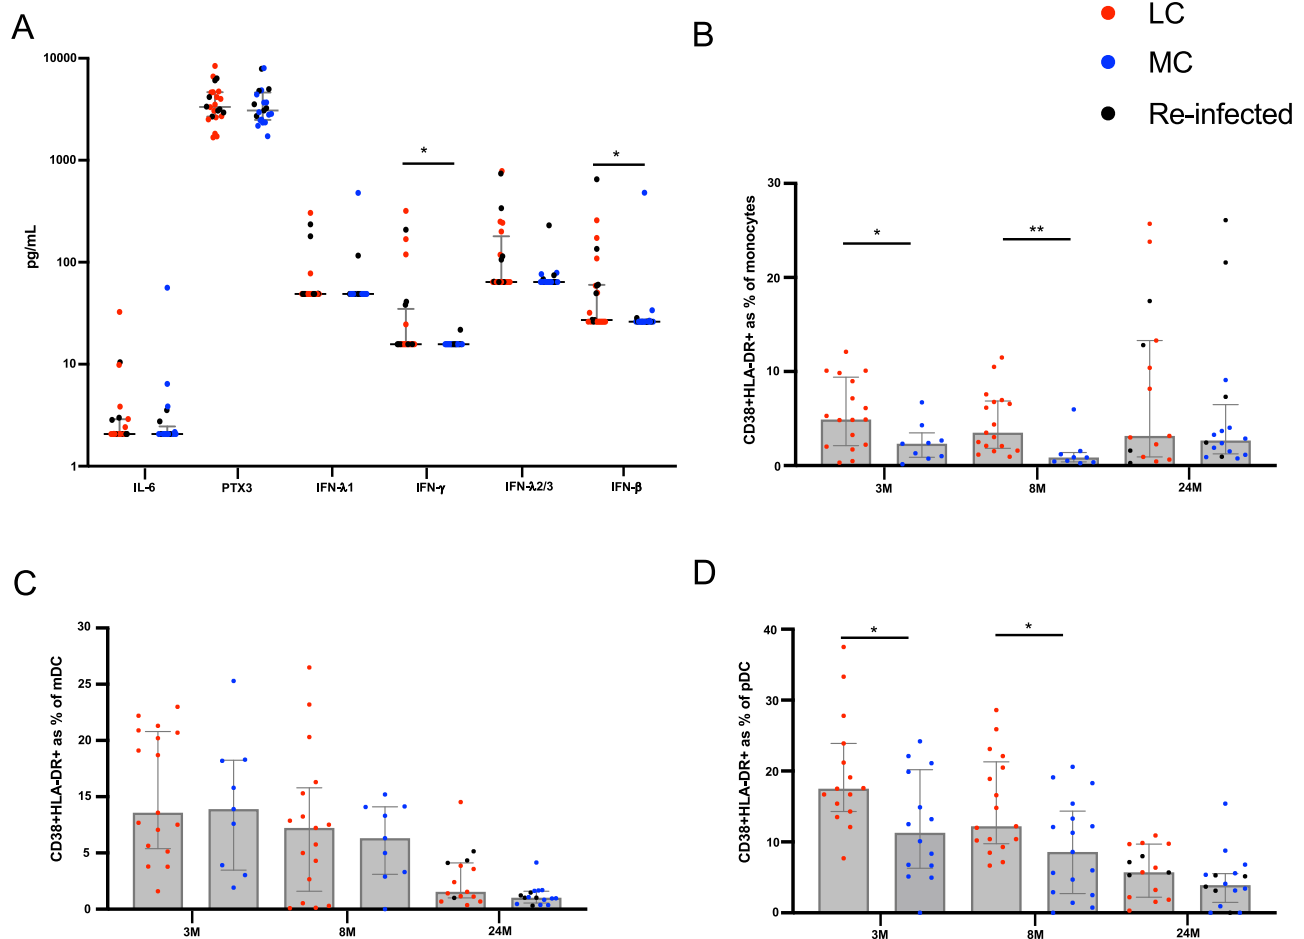 A
10000
1000
100
10
1
pg/mL
*
*
IL-6
PTX3
IFN-λ1
IFN-γ
IFN-λ2/3
IFN-β
B
LC
MC
Re-infected
30
20
10
0
CD38+HLA-DR+ as % of monocytes
*
**
3M
8M
24M
C
30
25
20
0
15
5
0
CD38+HLA-DR+ as % of mDC
3M
8M
24M
D
40
30
20
10
0
CD38+HLA-DR+ as % of pDC
*
*
3M
8M
24M